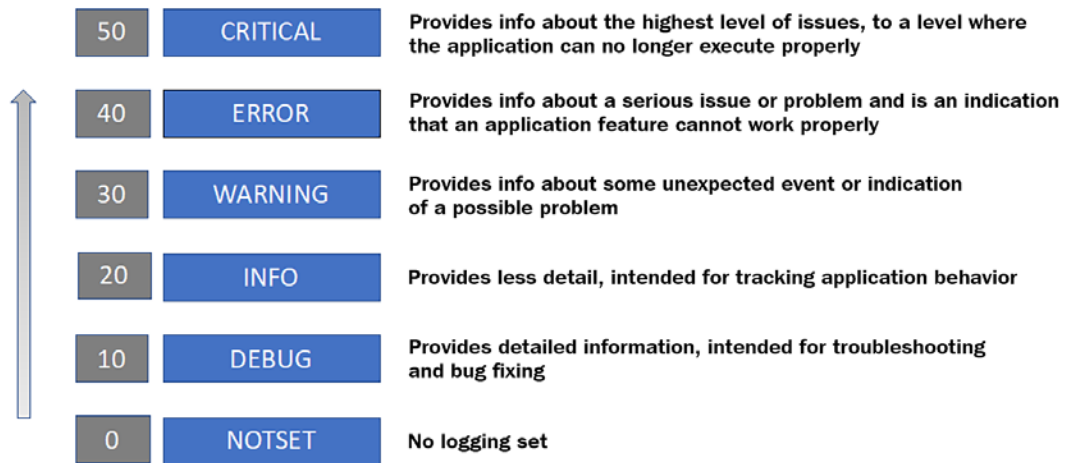 50 CRITICAL Provides info about the highest level of issues, to a level where
the application can no longer execute properly
40 ERROR Provides info about a serious issue or problem and is an indication
that an application feature cannot work properly
30 WARNING Provides info about some unexpected event or indication
of a possible problem
20 INFO Provides less detail, intended for tracking application behavior
10 DEBUG Provides detailed information, intended for troubleshooting
and bug fixing
0 NOTSET No logging set